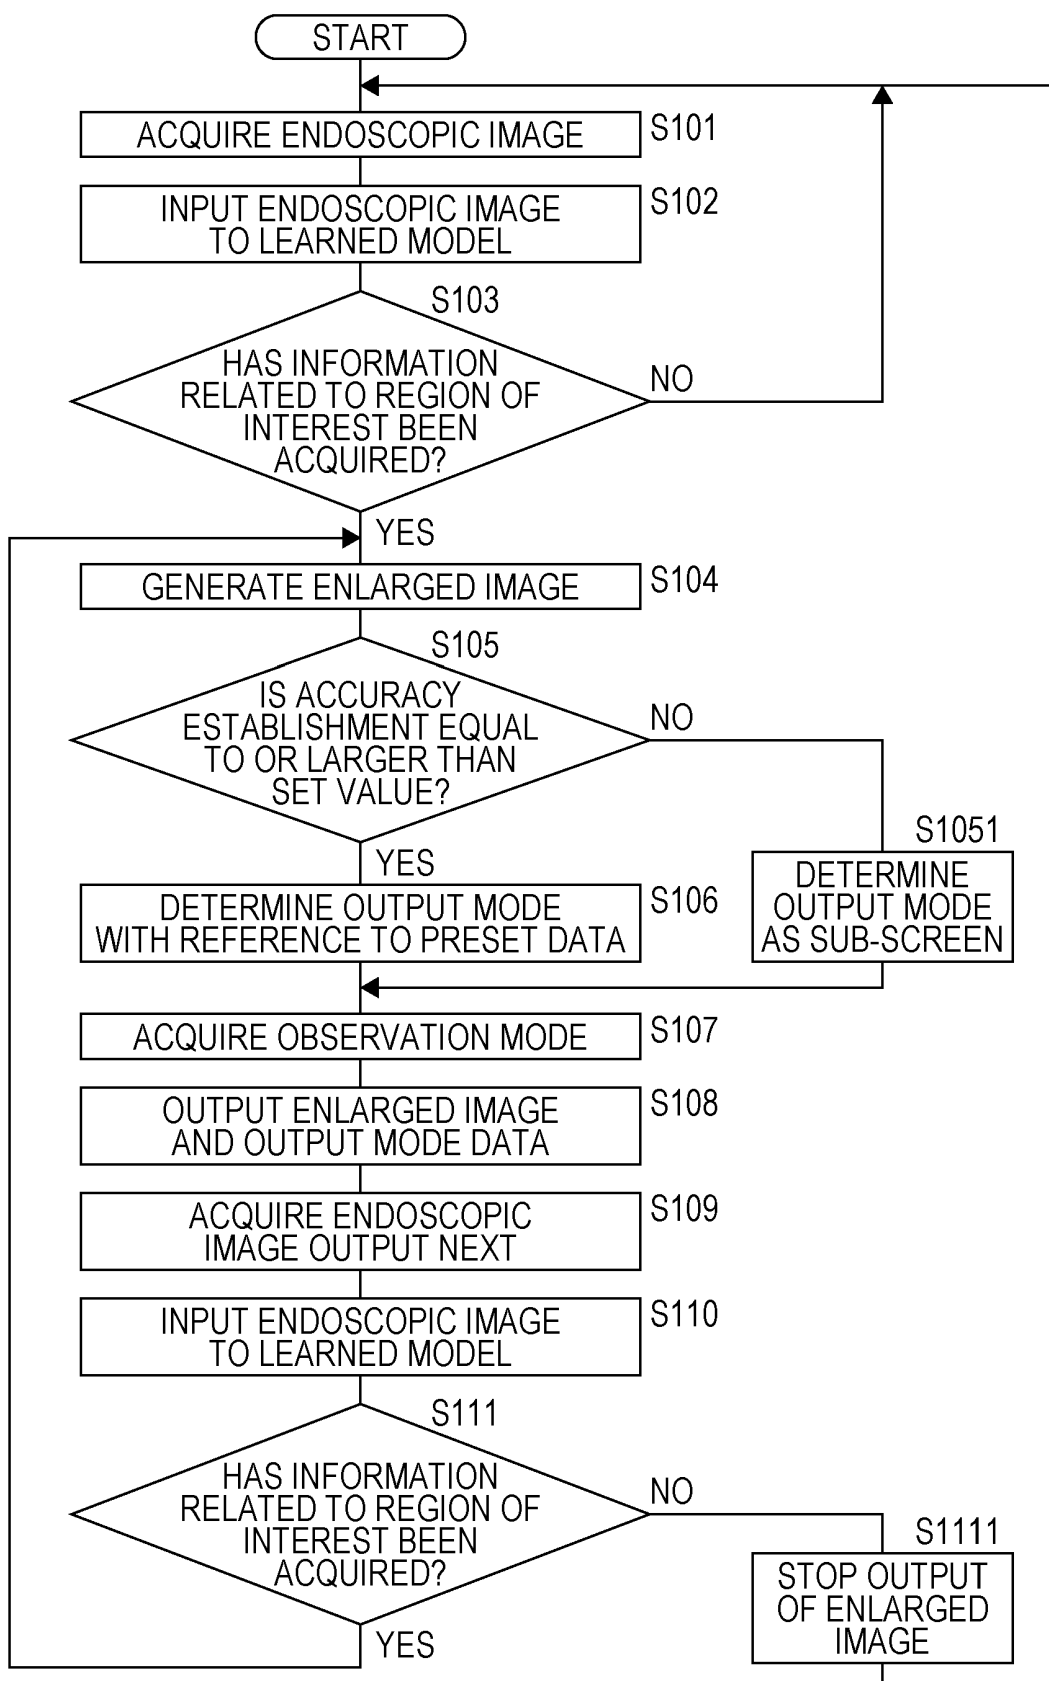 START
ACQUIRE ENDOSCOPIC IMAGE
S101
INPUT ENDOSCOPIC IMAGE
TO LEARNED MODEL
S102
S103
HAS INFORMATION
RELATED TO REGION OF
INTEREST BEEN
ACQUIRED?
NO
YES
GENERATE ENLARGED IMAGE
S104
S105
IS ACCURACY
ESTABLISHMENT EQUAL
TO OR LARGER THAN
SET VALUE?
NO
YES
S1051
DETERMINE
OUTPUT MODE
AS SUB-SCREEN
DETERMINE OUTPUT MODE
WITH REFERENCE TO PRESET DATA
S106
ACQUIRE OBSERVATION MODE
S107
OUTPUT ENLARGED IMAGE
AND OUTPUT MODE DATA
S108
ACQUIRE ENDOSCOPIC
IMAGE OUTPUT NEXT
S109
INPUT ENDOSCOPIC IMAGE
TO LEARNED MODEL
S110
S111
HAS INFORMATION
RELATED TO REGION OF
INTEREST BEEN
ACQUIRED?
NO
YES
S1111
STOP OUTPUT
OF ENLARGED
IMAGE